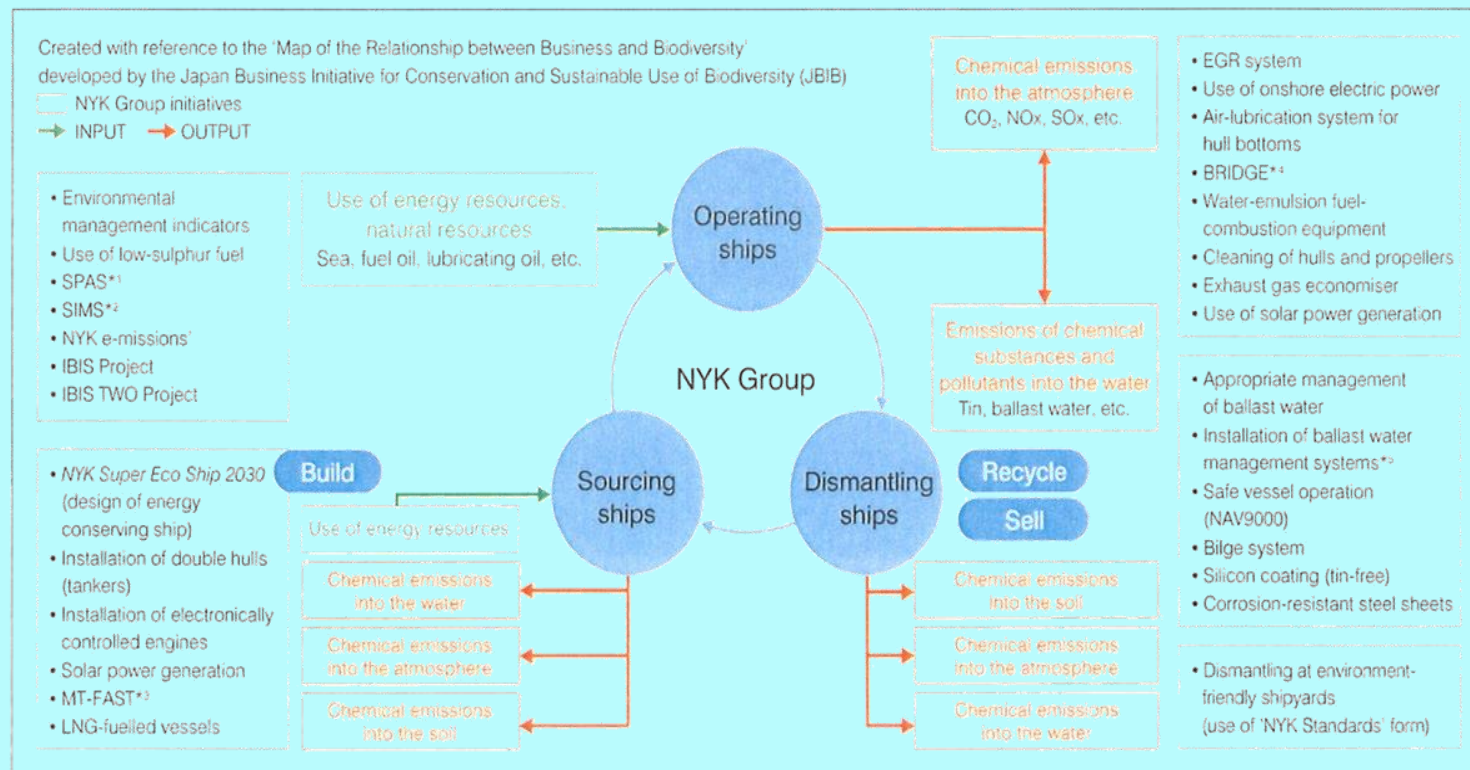 Created with reference to the 'Map of the Relationship between Business and Biodiversity'
developed by the Japan Business Initiative for Conservation and Sustainable Use of Biodiversity (JBIB)
NYK Group initiatives
INPUT OUTPUT
• Environmental
management indicators
• Use of low-sulphur fuel
• SPAS*1
• SIMS*2
• NYK e-missions'
• IBIS Project
• IBIS TWO Project
Use of energy resources,
natural resources
Sea, fuel oil, lubricating oil, etc.
Operating
ships
Chemical emissions
into the atmosphere
CO₂, NOx, SOx, etc.
Emissions of chemical
substances and
pollutants into the water
Tin, ballast water, etc.
• EGR system
• Use of onshore electric power
• Air-lubrication system for
hull bottoms
• BRIDGE*4
• Water-emulsion fuel-
combustion equipment
• Cleaning of hulls and propellers
• Exhaust gas economiser
• Use of solar power generation
• Appropriate management
of ballast water
• Installation of ballast water
management systems*5
• Safe vessel operation
(NAV9000)
• Bilge system
• Silicon coating (tin-free)
• Corrosion-resistant steel sheets
NYK Group
• NYK Super Eco Ship 2030
(design of energy
conserving ship)
• Installation of double hulls
(tankers)
• Installation of electronically
controlled engines
• Solar power generation
• MT-FAST*3
• LNG-fuelled vessels
Build
Use of energy resources
Sourcing
ships
Chemical emissions
into the water
Chemical emissions
into the atmosphere
Chemical emissions
into the soil
Dismantling
ships
Recycle
Sell
Chemical emissions
into the soil
Chemical emissions
into the atmosphere
Chemical emissions
into the water
• Dismantling at environment-
friendly shipyards
(use of 'NYK Standards' form)